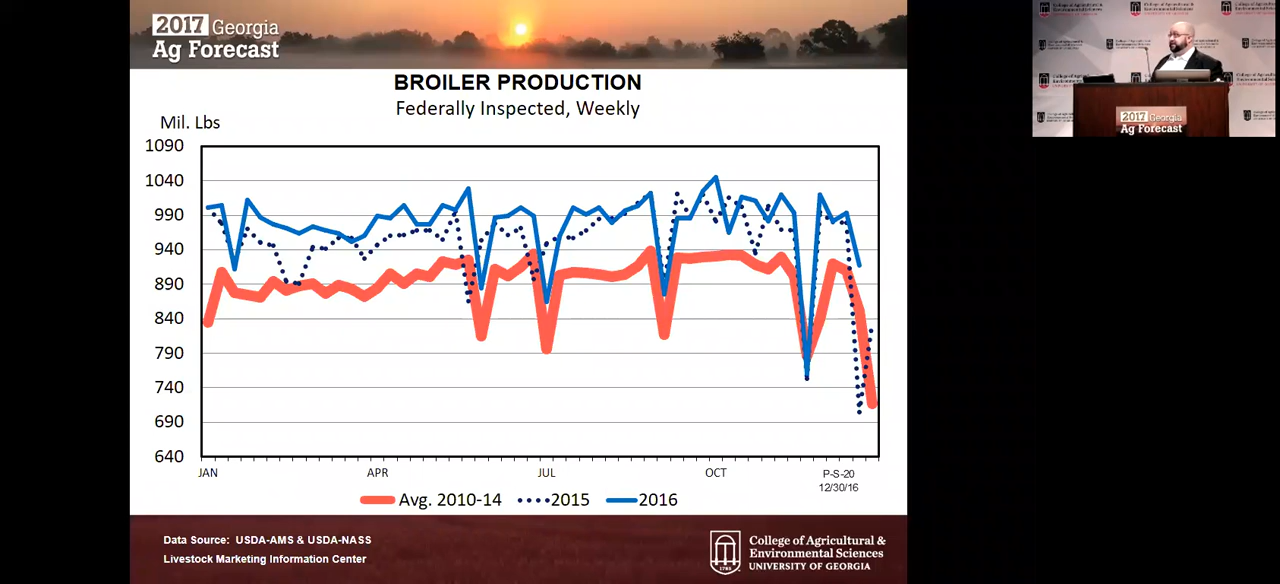 2017 Georgia
Ag Forecast
BROILER PRODUCTION
Federally Inspected, Weekly
Mil. Lbs
1090
1040
990
940
890
840
790
740
690
640
JAN
APR
JUL
OCT
P-S-20
12/30/16
Avg. 2010-14
2015
2016
Data Source: USDA-AMS & USDA-NASS
Livestock Marketing Information Center
1785
College of Agricultural &
Environmental Sciences
UNIVERSITY OF GEORGIA
2017 Georgia
Ag Forecast